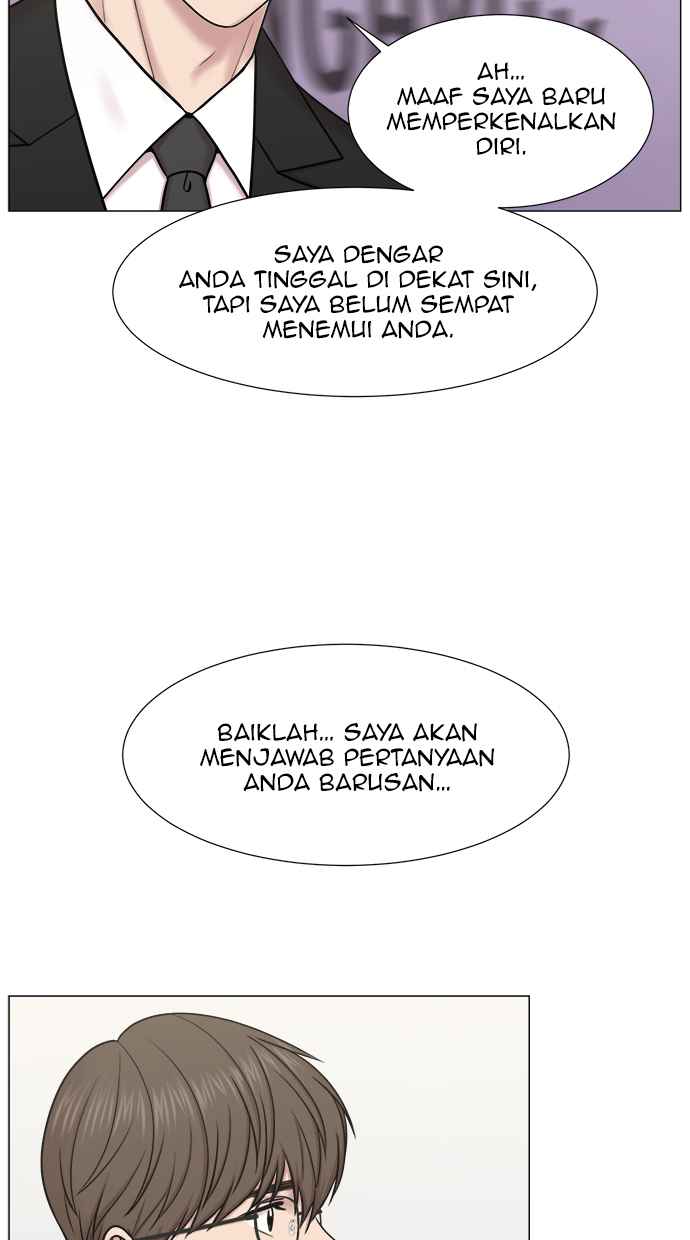 AH...
MAAF SAYA BARU
MEMPERKENALKAN
DIRI.
SAYA DENGAR
ANDA TINGGAL DI DEKAT SINI,
TAPI SAYA BELUM SEMPAT
MENEMUI ANDA.
BAIKLAH... SAYA AKAN
MENJAWAB PERTANYAAN
ANDA BARUSAN...